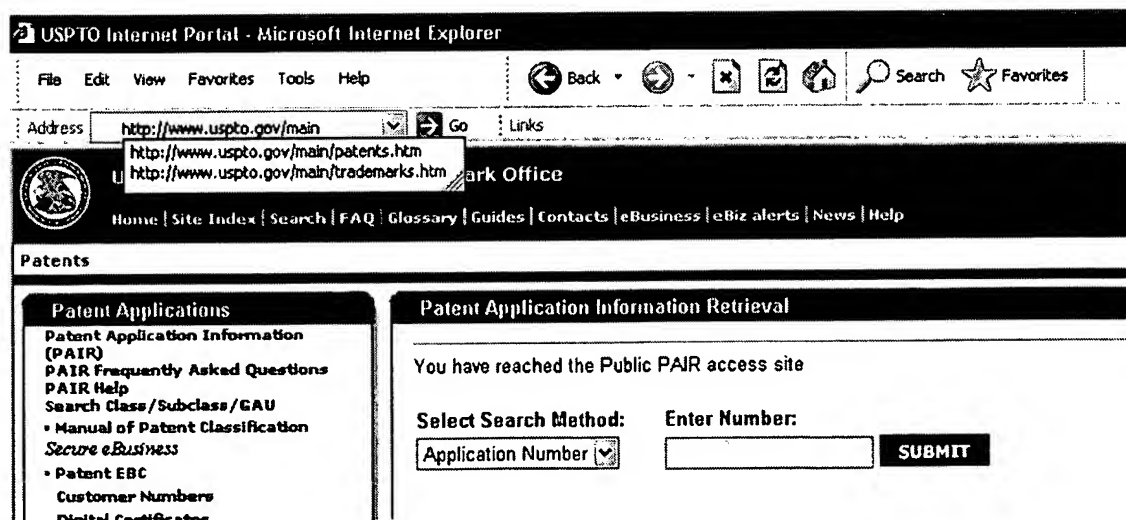 USPTO Internet Portal - Microsoft Internet Explorer
File Edit View Favorites Tools Help Back Search Favorites
Address http://www.uspto.gov/main Go Links
http://www.uspto.gov/main/patents.htm
http://www.uspto.gov/main/trademarks.htm
U ark Office
Home | Site Index | Search | FAQ | Glossary | Guides | Contacts | eBusiness | eBiz alerts | News | Help
Patents
Patent Applications
Patent Application Information
(PAIR)
PAIR Frequently Asked Questions
PAIR Help
Search Class/Subclass/GAU
• Manual of Patent Classification
Secure eBusiness
• Patent EBC
Customer Numbers
Digital Certificates
Patent Application Information Retrieval
You have reached the Public PAIR access site
Select Search Method: Enter Number:
Application Number SUBMIT